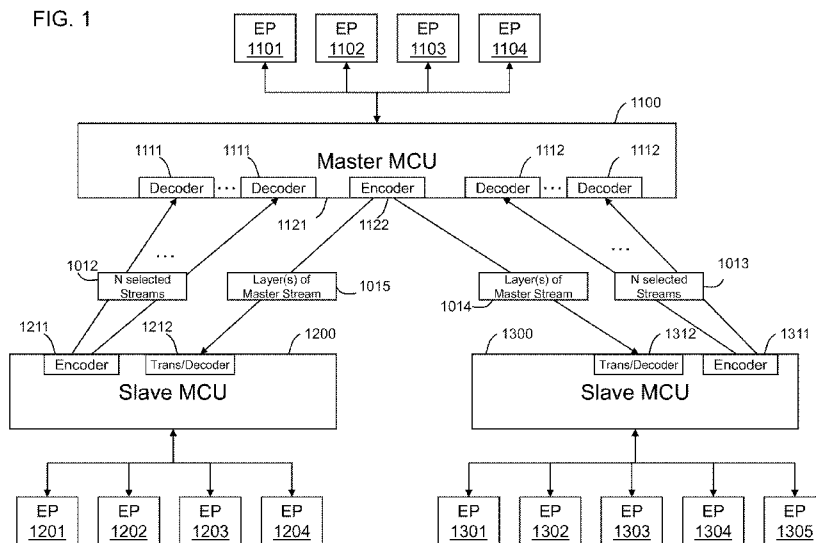 FIG. 1
EP EP EP EP
1101 1102 1103 1104
1100
Master MCU
1111 1111 1112 1112
Decoder ... Decoder Encoder Decoder ... Decoder
1121 1122
... ...
1012 N selected Streams
Layer(s) of Master Stream 1015
1014 Layer(s) of Master Stream
N selected Streams 1013
1211 1212 1200 1300 1312 1311
Encoder Trans/Decoder Trans/Decoder Encoder
Slave MCU Slave MCU
EP EP EP EP EP EP EP EP EP
1201 1202 1203 1204 1301 1302 1303 1304 1305